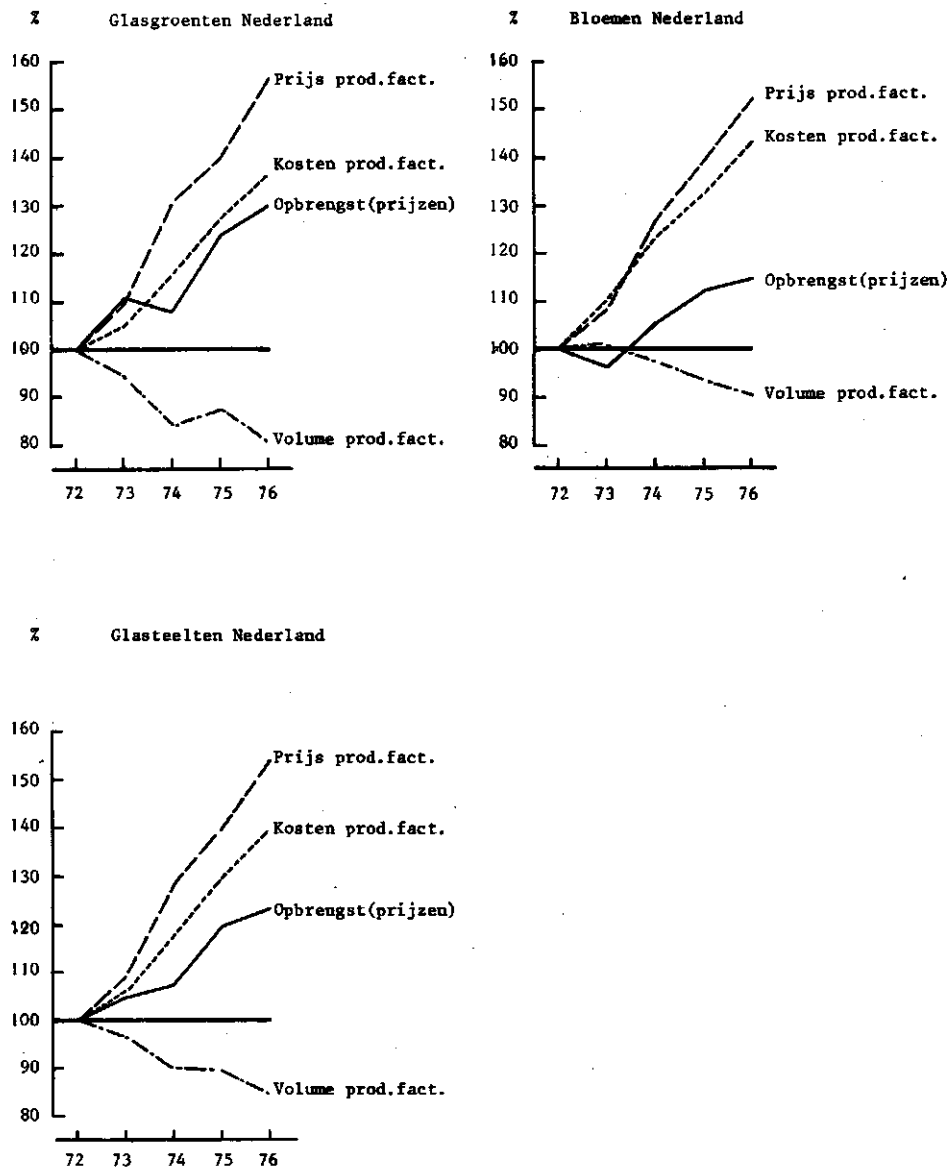 % Glasgroenten Nederland
160
150
140
130
120
110
100
90
80
Prijs prod.fact.
Kosten prod.fact.
Opbrengst(prijzen)
Volume prod.fact.
72 73 74 75 76
% Bloemen Nederland
160
150
140
130
120
110
100
90
80
Prijs prod.fact.
Kosten prod.fact.
Opbrengst(prijzen)
Volume prod.fact.
72 73 74 75 76
% Glasteelten Nederland
160
150
140
130
120
110
100
90
80
Prijs prod.fact.
Kosten prod.fact.
Opbrengst(prijzen)
Volume prod.fact.
72 73 74 75 76